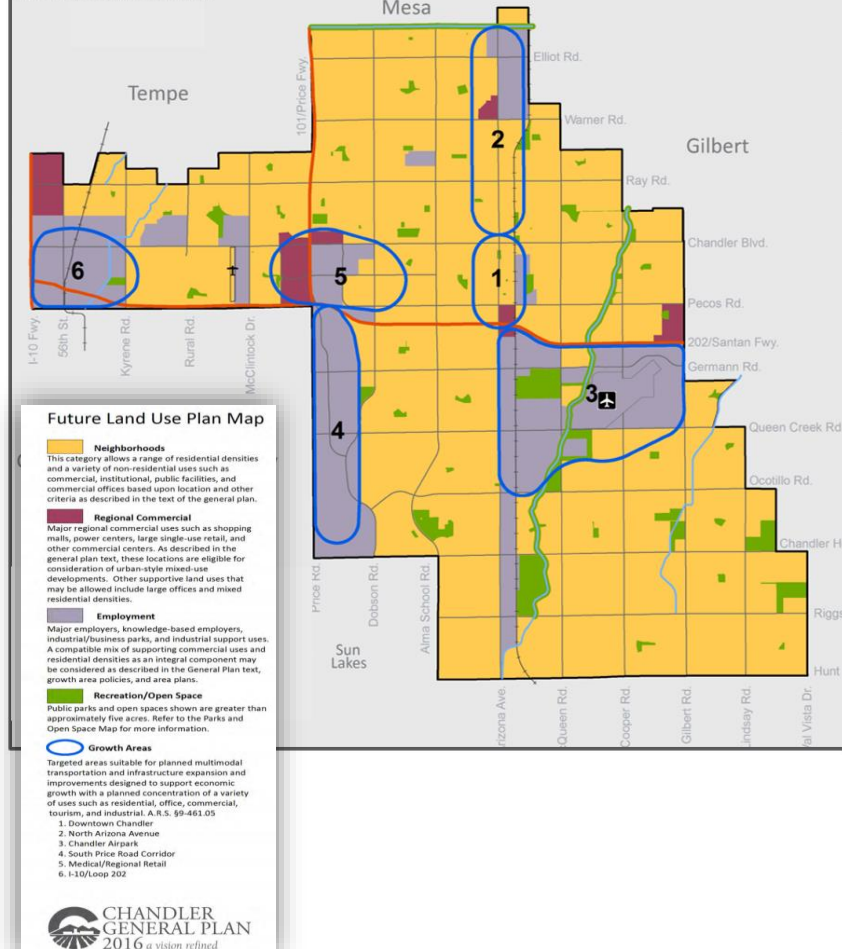 Mesa
Elliot Rd.
101/Price Fwy.
Tempe
Warner Rd.
2
Gilbert
Ray Rd.
Chandler Blvd.
6
5
1
Pecos Rd.
I-10 Fwy.
56th St.
Kyrene Rd.
Rural Rd.
McClintock Dr.
202/Santan Fwy.
Germann Rd.
3
4
Queen Creek Rd
Ocotillo Rd.
Chandler H
Price Rd.
Dobson Rd.
Alma School Rd.
Riggs
Sun
Lakes
Hunt
rizona Ave.
Queen Rd.
Cooper Rd.
Gilbert Rd.
indsay Rd.
al Vista Dr.
Future Land Use Plan Map
Neighborhoods
This category allows a range of residential densities
and a variety of non-residential uses such as
commercial, institutional, public facilities, and
commercial offices based upon location and other
criteria as described in the text of the general plan.
Regional Commercial
Major regional commercial uses such as shopping
malls, power centers, large single-use retail, and
other commercial centers. As described in the
general plan text, these locations are eligible for
consideration of urban-style mixed-use
developments. Other supportive land uses that
may be allowed include large offices and mixed
residential densities.
Employment
Major employers, knowledge-based employers,
industrial/business parks, and industrial support uses.
A compatible mix of supporting commercial uses and
residential densities as an integral component may
be considered as described in the General Plan text,
growth area policies, and area plans.
Recreation/Open Space
Public parks and open spaces shown are greater than
approximately five acres. Refer to the Parks and
Open Space Map for more information.
Growth Areas
Targeted areas suitable for planned multimodal
transportation and infrastructure expansion and
improvements designed to support economic
growth with a planned concentration of a variety
of uses such as residential, office, commercial,
tourism, and industrial. A.R.S. §9-461.05
1. Downtown Chandler
2. North Arizona Avenue
3. Chandler Airpark
4. South Price Road Corridor
5. Medical/Regional Retail
6. I-10/Loop 202
CHANDLER
GENERAL PLAN
2016 a vision refined